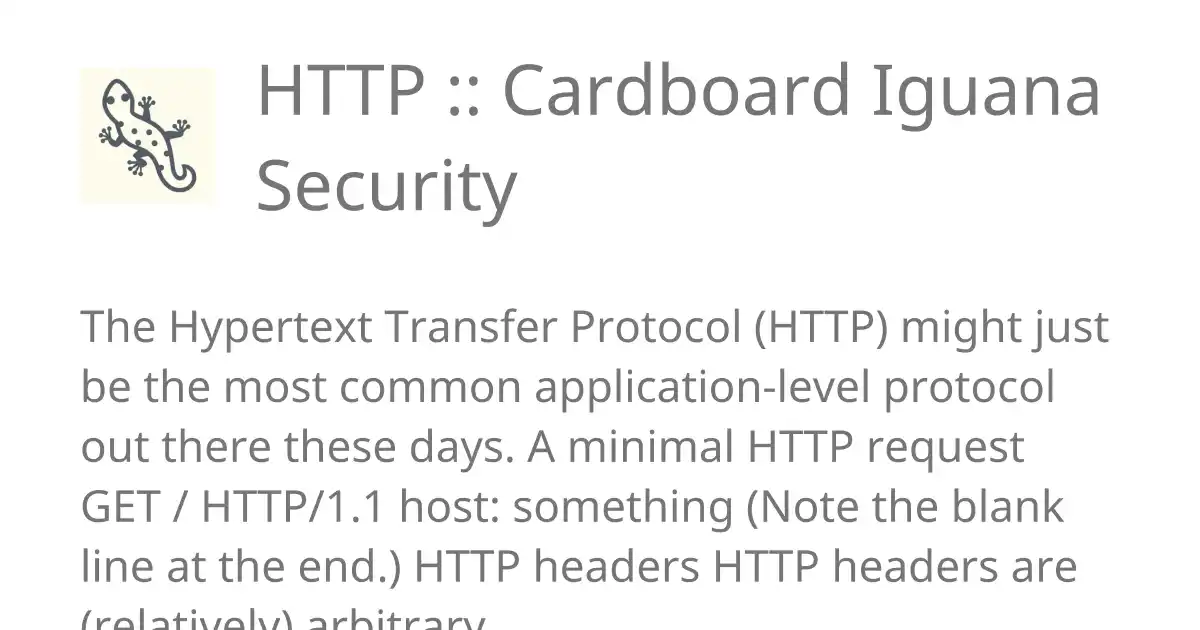 HTTP :: Cardboard Iguana
Security
The Hypertext Transfer Protocol (HTTP) might just
be the most common application-level protocol
out there these days. A minimal HTTP request
GET / HTTP/1.1 host: something (Note the blank
line at the end.) HTTP headers HTTP headers are
(relatively) arbitrary